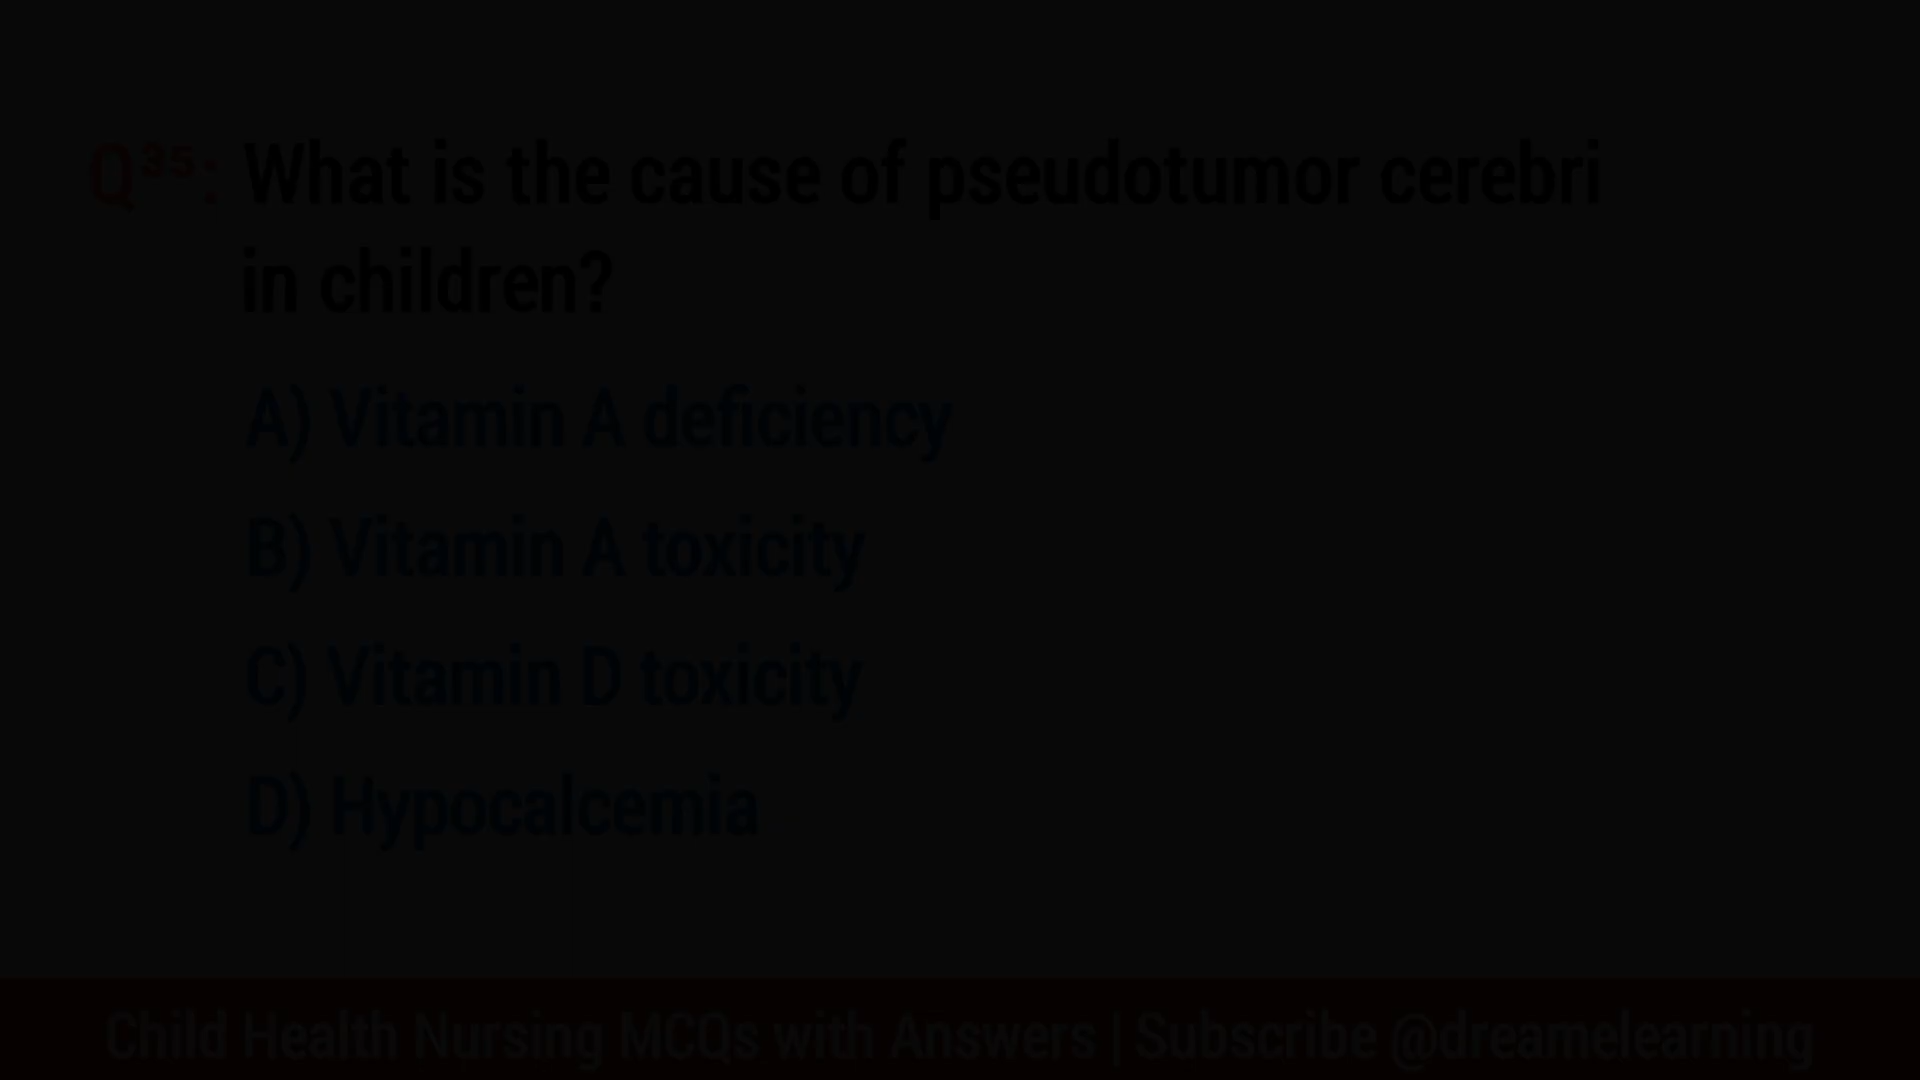 Q³⁵: What is the cause of pseudotumor cerebri
in children?
A) Vitamin A deficiency
B) Vitamin A toxicity
C) Vitamin D toxicity
D) Hypocalcemia
Child Health Nursing MCQs with Answers | Subscribe @dreamelearning